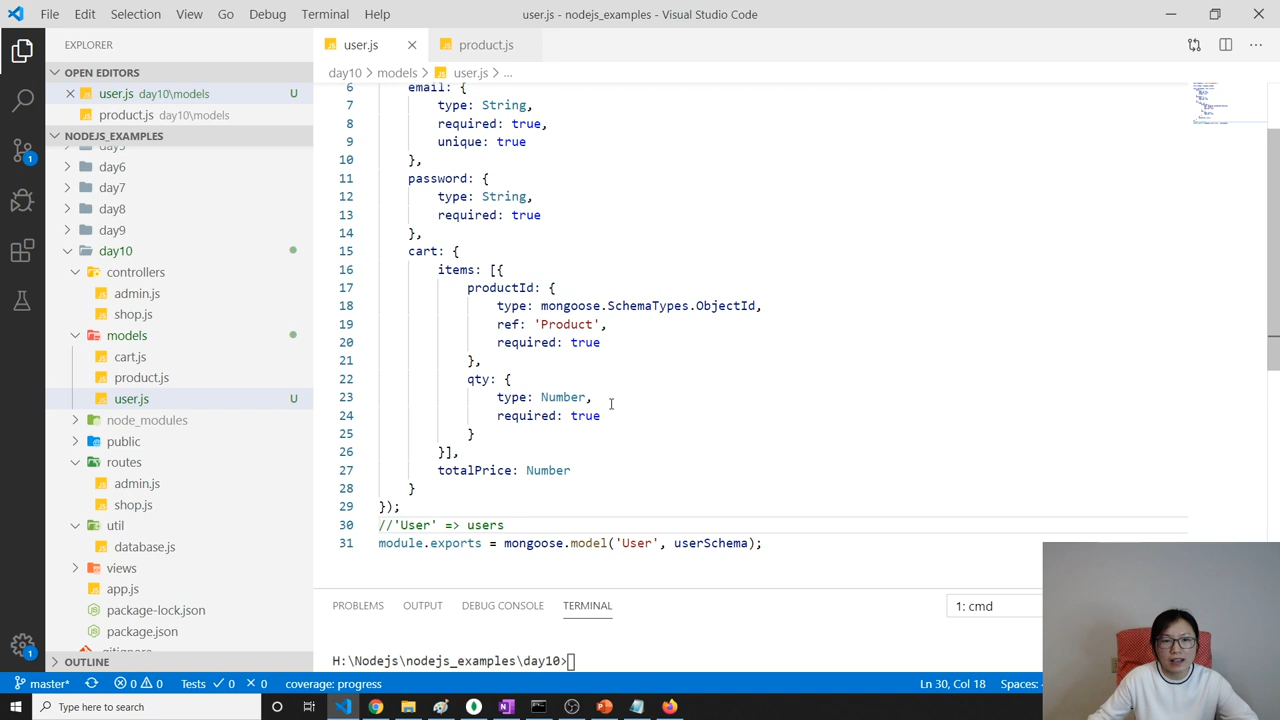 File Edit Selection View Go Debug Terminal Help
user.js - nodejs_examples - Visual Studio Code
EXPLORER
OPEN EDITORS
user.js day10\models U
product.js day10\models
NODEJS_EXAMPLES
day5
day6
day7
day8
day9
day10
controllers
admin.js
shop.js
models
cart.js
product.js
user.js U
node_modules
public
routes
admin.js
shop.js
util
database.js
views
app.js
package-lock.json
package.json
.gitignore
OUTLINE
user.js product.js
day10 > models > user.js > ...
6 email: {
7 type: String,
8 required: true,
9 unique: true
10 },
11 password: {
12 type: String,
13 required: true
14 },
15 cart: {
16 items: [{
17 productId: {
18 type: mongoose.SchemaTypes.ObjectId,
19 ref: 'Product',
20 required: true
21 },
22 qty: {
23 type: Number,
24 required: true
25 }
26 }],
27 totalPrice: Number
28 }
29 });
30 //'User' => users
31 module.exports = mongoose.model('User', userSchema);
PROBLEMS OUTPUT DEBUG CONSOLE TERMINAL 1: cmd
H:\Nodejs\nodejs_examples\day10>
master* 0 0 Tests 0 0 coverage: progress Ln 30, Col 18 Spaces:
1
1
Type here to search